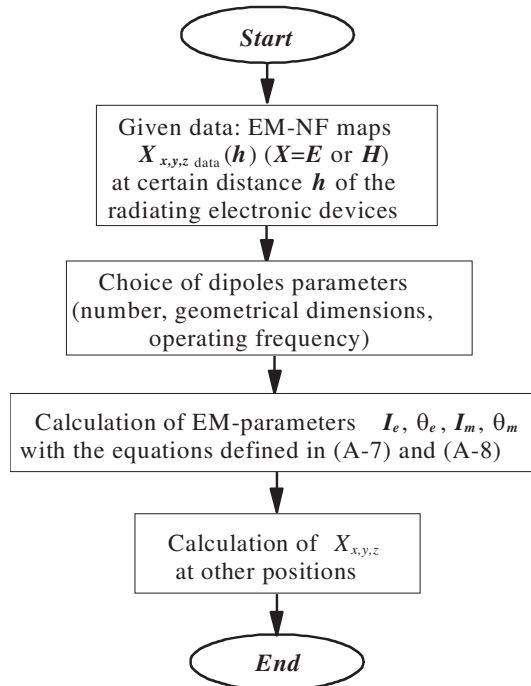 Start
Given data: EM-NF maps
X x,y,z data (h) (X=E or H)
at certain distance h of the
radiating electronic devices
Choice of dipoles parameters
(number, geometrical dimensions,
operating frequency)
Calculation of EM-parameters Ie, θe, Im, θm
with the equations defined in (A-7) and (A-8)
Calculation of Xx,y,z
at other positions
End